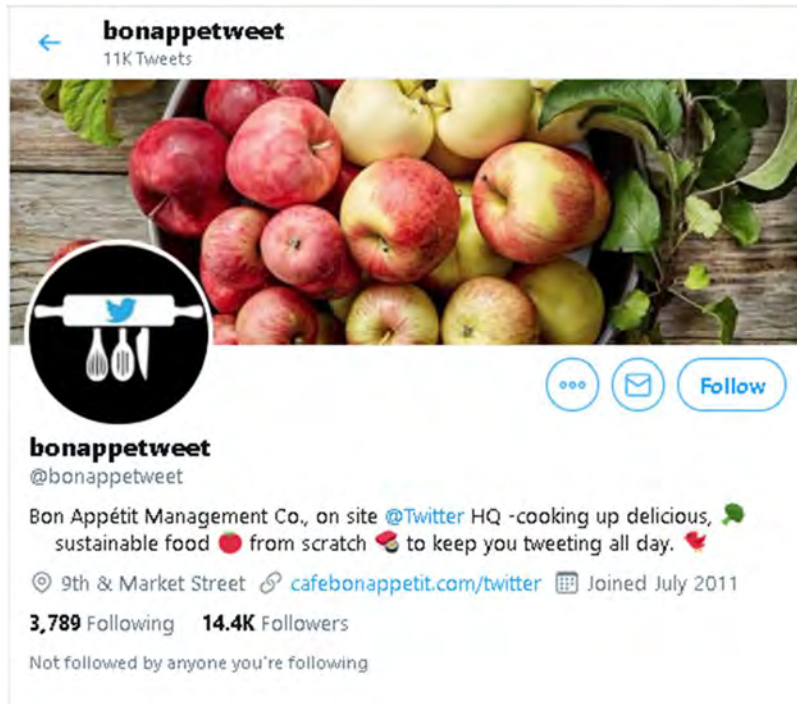 bonappetweet
11K Tweets
Follow
bonappetweet
@bonappetweet
Bon Appétit Management Co., on site @Twitter HQ -cooking up delicious, 🥦
sustainable food 🍅 from scratch 🍣 to keep you tweeting all day. 🐦
9th & Market Street cafebonappetit.com/twitter Joined July 2011
3,789 Following 14.4K Followers
Not followed by anyone you're following